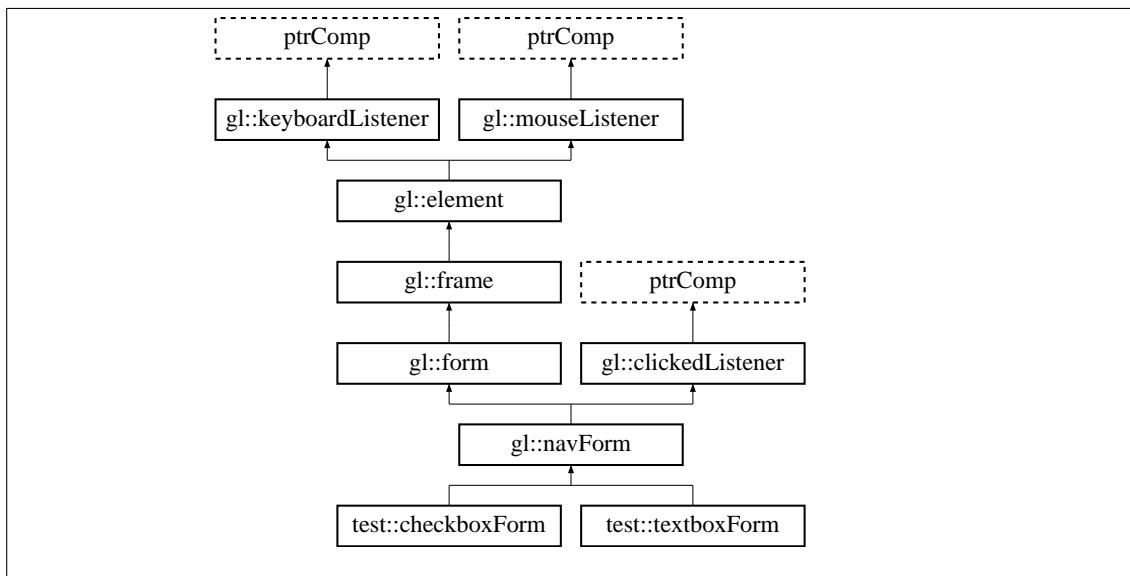 ptrComp
ptrComp
gl::keyboardListener
gl::mouseListener
gl::element
gl::frame
ptrComp
gl::form
gl::clickedListener
gl::navForm
test::checkboxForm
test::textboxForm